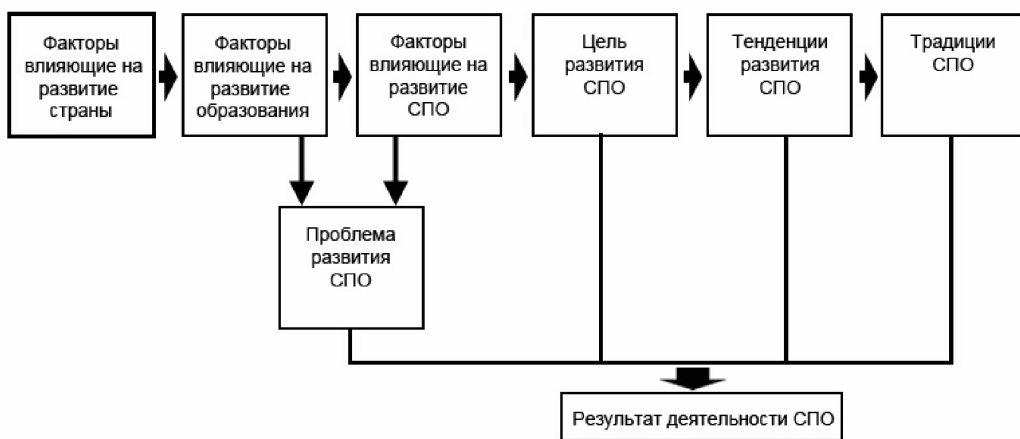 Факторы
влияющие на
развитие
страны
Факторы
влияющие на
развитие
образования
Факторы
влияющие на
развитие
СПО
Цель
развития
СПО
Тенденции
развития
СПО
Традиции
СПО
Проблема
развития
СПО
Результат деятельности СПО